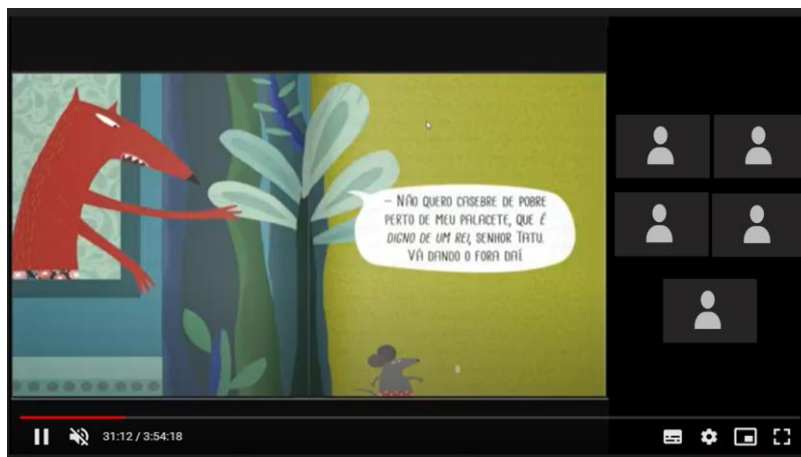 – NÃO QUERO CASEBRE DE POBRE
PERTO DE MEU PALACETE, QUE É
DIGNO DE UM REI, SENHOR TATU.
VÁ DANDO O FORA DAÍ.
31:12 / 3:54:18